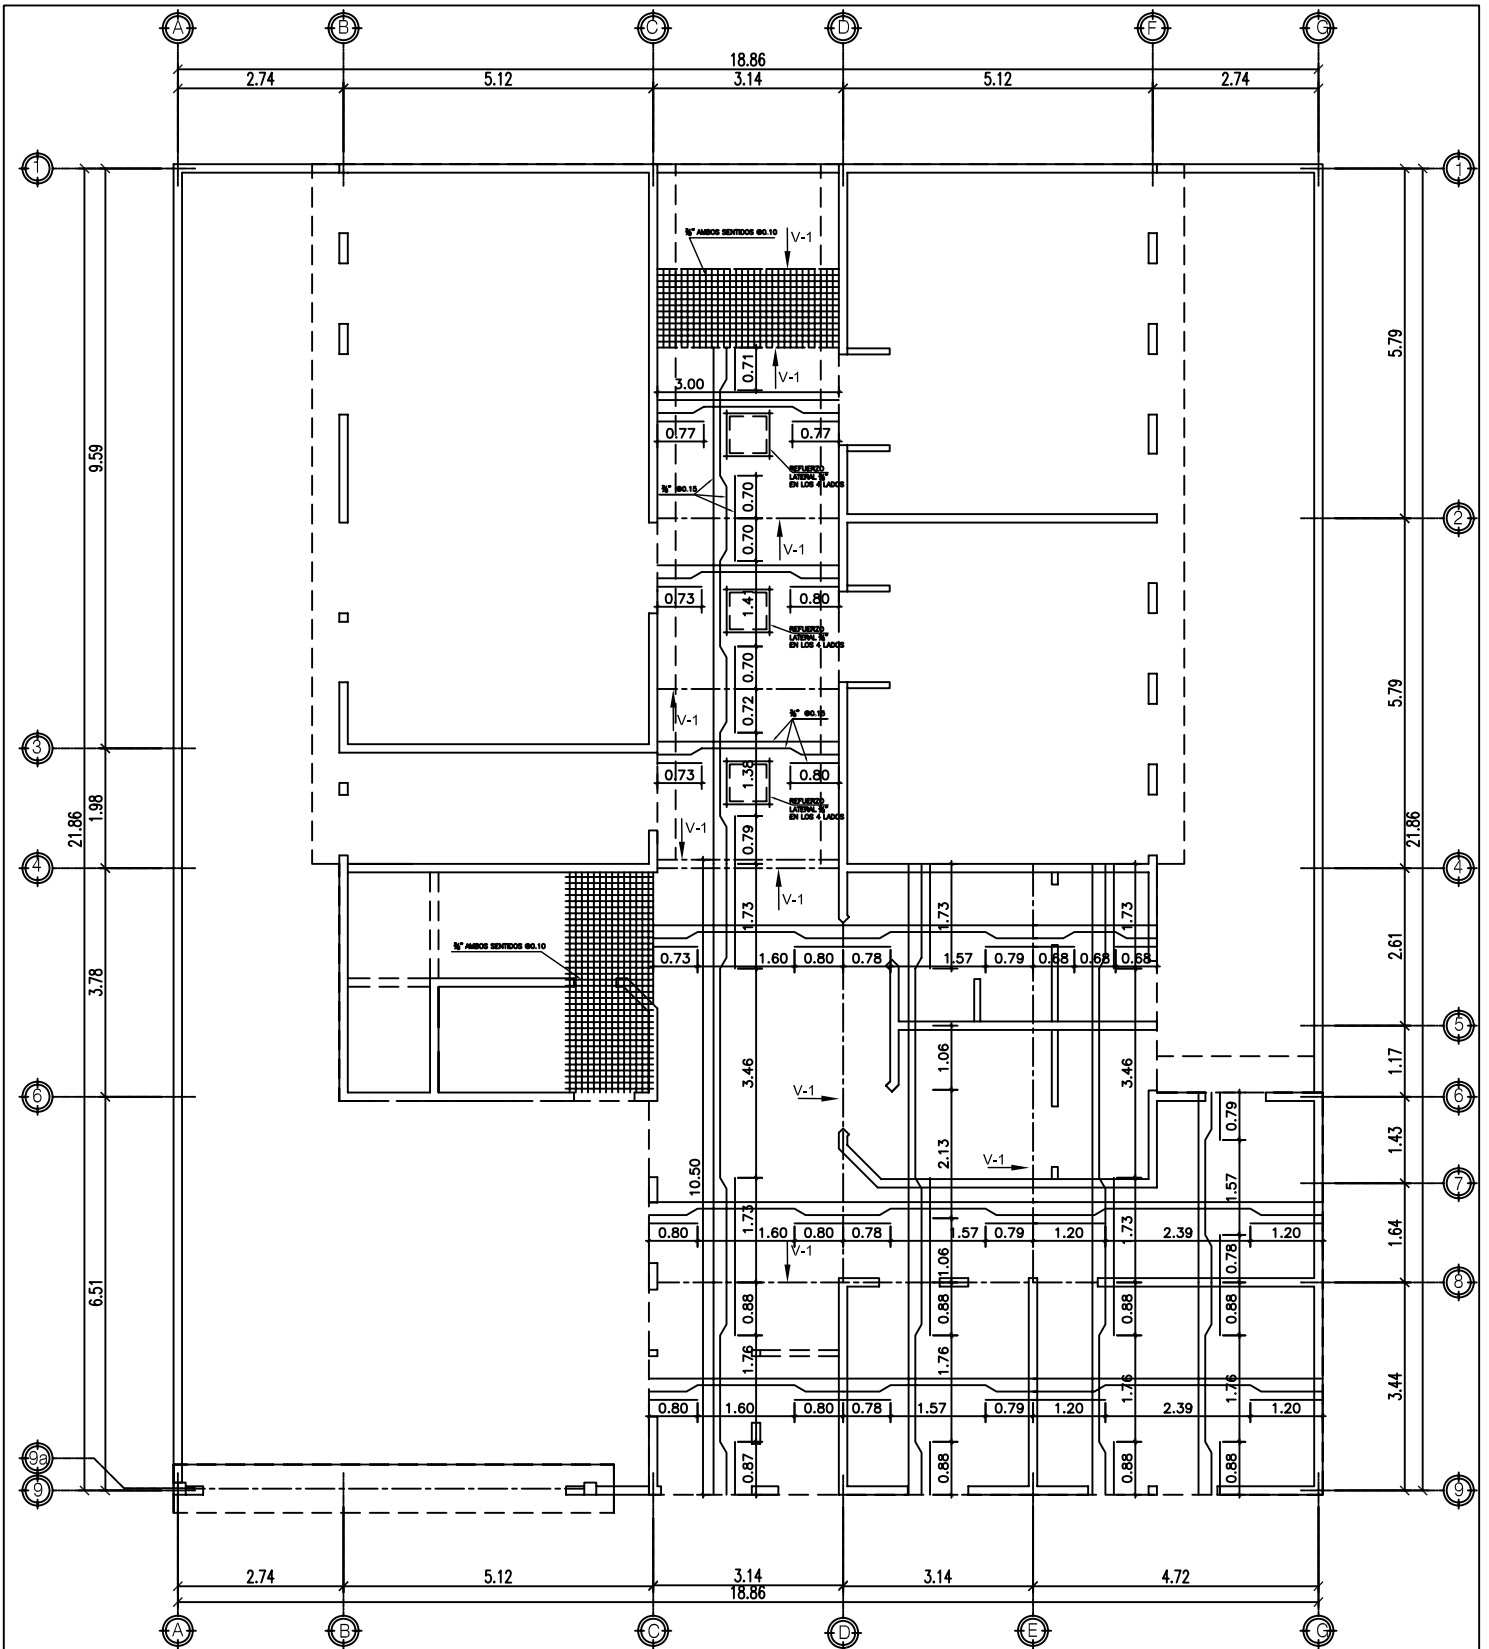 A B C D F G
18.86
2.74 5.12 3.14 5.12 2.74
1 1
⅜" AMBOS SENTIDOS @0.10
V-1
0.71
V-1
3.00
5.79
0.77 0.77
9.59
REFUERZO
LATERAL ⅜"
EN LOS 4 LADOS
⅜" @0.15
0.70
2
0.70
V-1
0.73 1.41 0.80
REFUERZO
LATERAL ⅜"
EN LOS 4 LADOS
0.70
5.79
0.72
V-1
⅜" @0.15
3
0.73 1.38 0.80
REFUERZO
LATERAL ⅜"
EN LOS 4 LADOS
21.86 1.98 21.86
V-1
0.79
4 4
V-1
1.73 1.73 1.73
⅜" AMBOS SENTIDOS @0.10
2.61
0.73 1.60 0.80 0.78 1.57 0.79 0.68 0.68 0.68
3.78
5
3.46 1.06 3.46 1.17
V-1
6 6
0.79
2.13 1.43
V-1
10.50
7
1.73 1.73 1.57
0.80 1.60 0.80 0.78 1.57 0.79 1.20 2.39 1.20
1.64
V-1
1.06 0.78
8
6.51
0.88 0.88 0.88 0.88
1.76 1.76 1.76 1.76
3.44
0.80 1.60 0.80 0.78 1.57 0.79 1.20 2.39 1.20
9a
0.87 0.88 0.88 0.88
9 9
2.74 5.12 3.14 3.14 4.72
18.86
A B C D E G